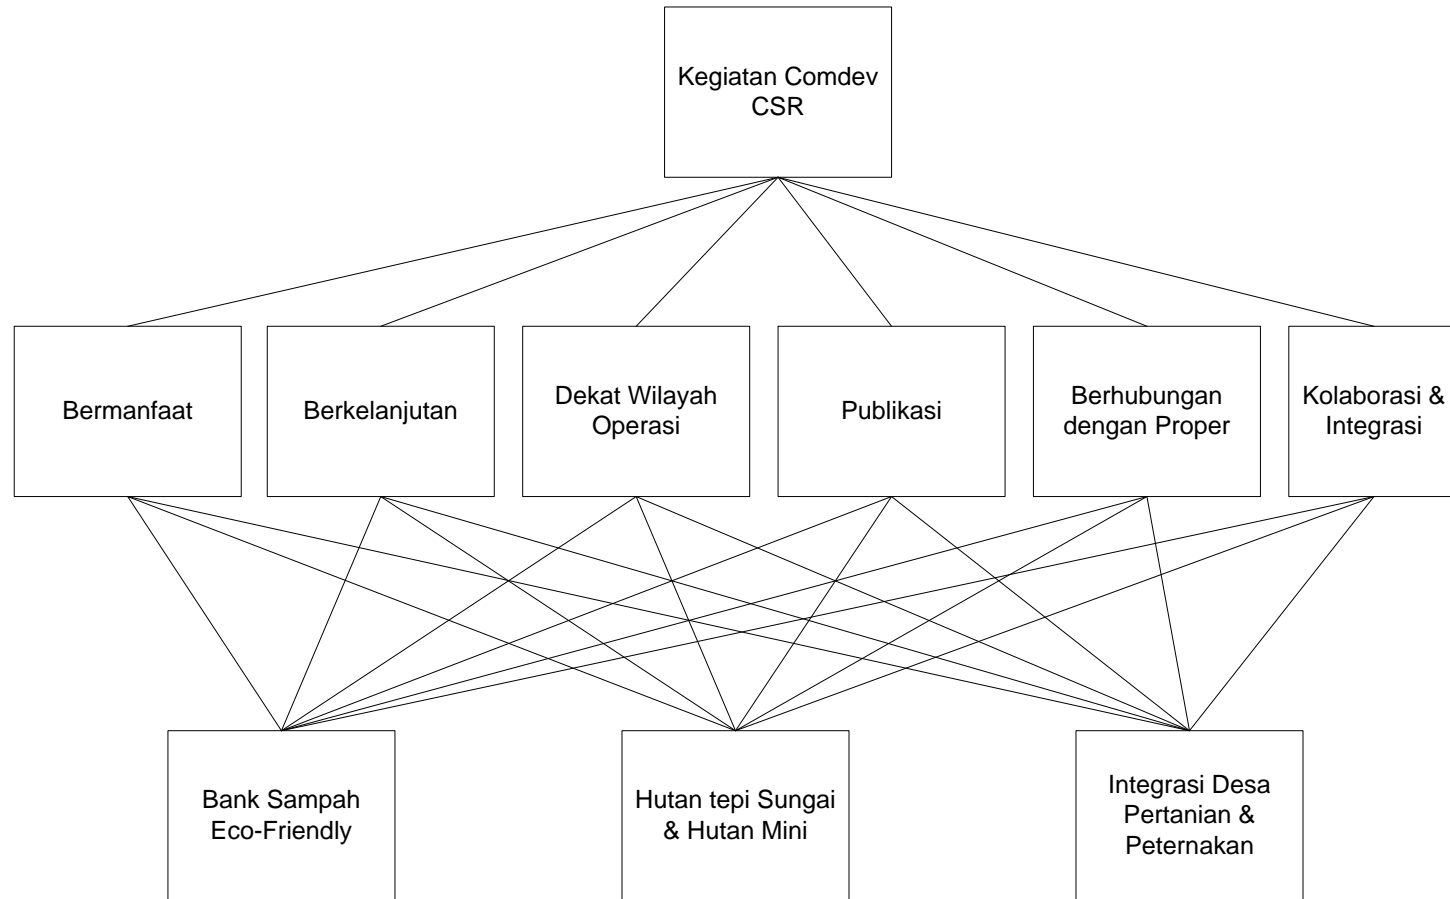 Kegiatan Comdev
CSR
Bermanfaat
Berkelanjutan
Dekat Wilayah
Operasi
Publikasi
Berhubungan
dengan Proper
Kolaborasi &
Integrasi
Bank Sampah
Eco-Friendly
Hutan tepi Sungai
& Hutan Mini
Integrasi Desa
Pertanian &
Peternakan